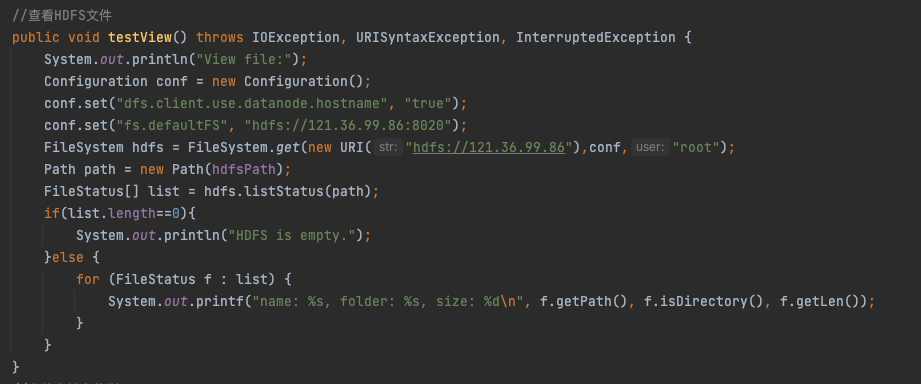 //查看HDFS文件
public void testView() throws IOException, URISyntaxException, InterruptedException {
    System.out.println("View file:");
    Configuration conf = new Configuration();
    conf.set("dfs.client.use.datanode.hostname", "true");
    conf.set("fs.defaultFS", "hdfs://121.36.99.86:8020");
    FileSystem hdfs = FileSystem.get(new URI( str: "hdfs://121.36.99.86"),conf, user: "root");
    Path path = new Path(hdfsPath);
    FileStatus[] list = hdfs.listStatus(path);
    if(list.length==0){
        System.out.println("HDFS is empty.");
    }else {
        for (FileStatus f : list) {
            System.out.printf("name: %s, folder: %s, size: %d\n", f.getPath(), f.isDirectory(), f.getLen());
        }
    }
}